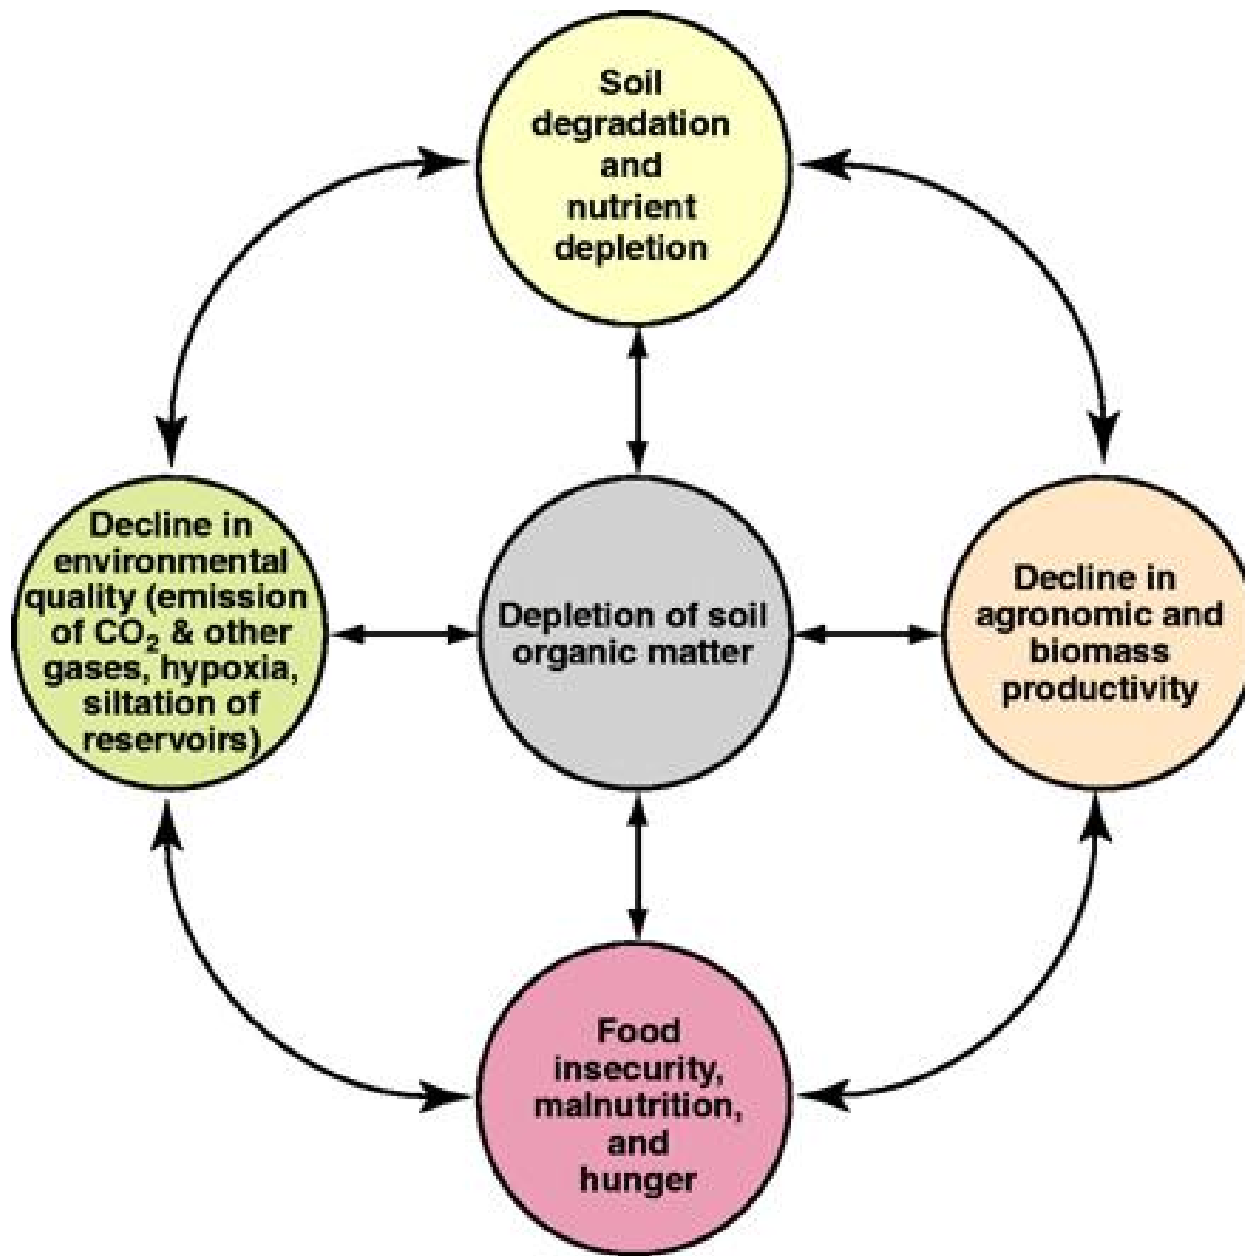 Soil
degradation
and
nutrient
depletion
Decline in
environmental
quality (emission
of CO₂ & other
gases, hypoxia,
siltation of
reservoirs)
Depletion of soil
organic matter
Decline in
agronomic and
biomass
productivity
Food
insecurity,
malnutrition,
and
hunger